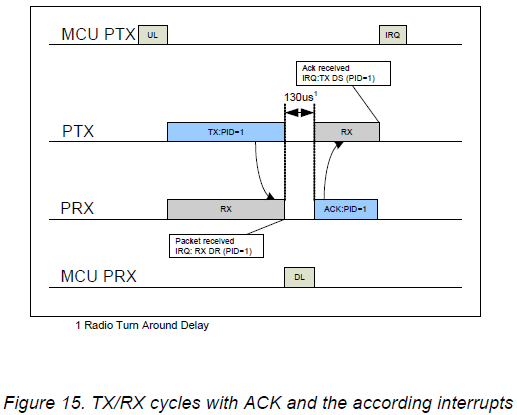 MCU PTX
UL
IRQ
Ack received
IRQ:TX DS (PID=1)
130us1
PTX
TX:PID=1
RX
PRX
RX
ACK:PID=1
Packet received
IRQ: RX DR (PID=1)
MCU PRX
DL
1 Radio Turn Around Delay
Figure 15. TX/RX cycles with ACK and the according interrupts